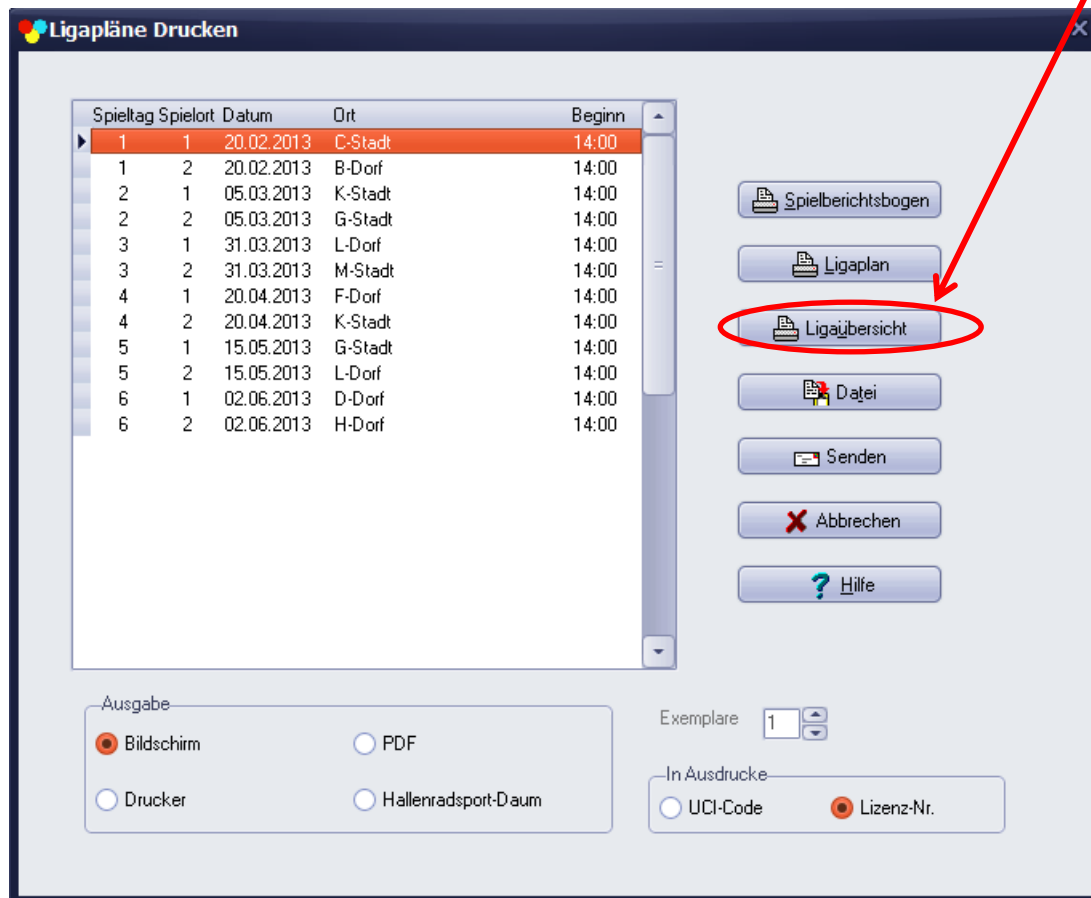 Ligapläne Drucken
Spieltag Spielort Datum Ort Beginn
1 1 20.02.2013 C-Stadt 14:00
1 2 20.02.2013 B-Dorf 14:00
2 1 05.03.2013 K-Stadt 14:00
2 2 05.03.2013 G-Stadt 14:00
3 1 31.03.2013 L-Dorf 14:00
3 2 31.03.2013 M-Stadt 14:00
4 1 20.04.2013 F-Dorf 14:00
4 2 20.04.2013 K-Stadt 14:00
5 1 15.05.2013 G-Stadt 14:00
5 2 15.05.2013 L-Dorf 14:00
6 1 02.06.2013 D-Dorf 14:00
6 2 02.06.2013 H-Dorf 14:00
Spielberichtsbogen
Ligaplan
Ligaübersicht
Datei
Senden
Abbrechen
Hilfe
Ausgabe
Bildschirm PDF
Drucker Hallenradsport-Daum
Exemplare 1
In Ausdrucke
UCI-Code Lizenz-Nr.